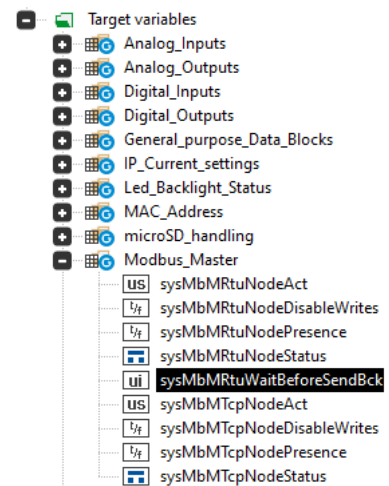 Target variables
Analog_Inputs
Analog_Outputs
Digital_Inputs
Digital_Outputs
General_purpose_Data_Blocks
IP_Current_settings
Led_Backlight_Status
MAC_Address
microSD_handling
Modbus_Master
US sysMbMRtuNodeAct
t/f sysMbMRtuNodeDisableWrites
t/f sysMbMRtuNodePresence
sysMbMRtuNodeStatus
ui sysMbMRtuWaitBeforeSendBck
US sysMbMTcpNodeAct
t/f sysMbMTcpNodeDisableWrites
t/f sysMbMTcpNodePresence
sysMbMTcpNodeStatus